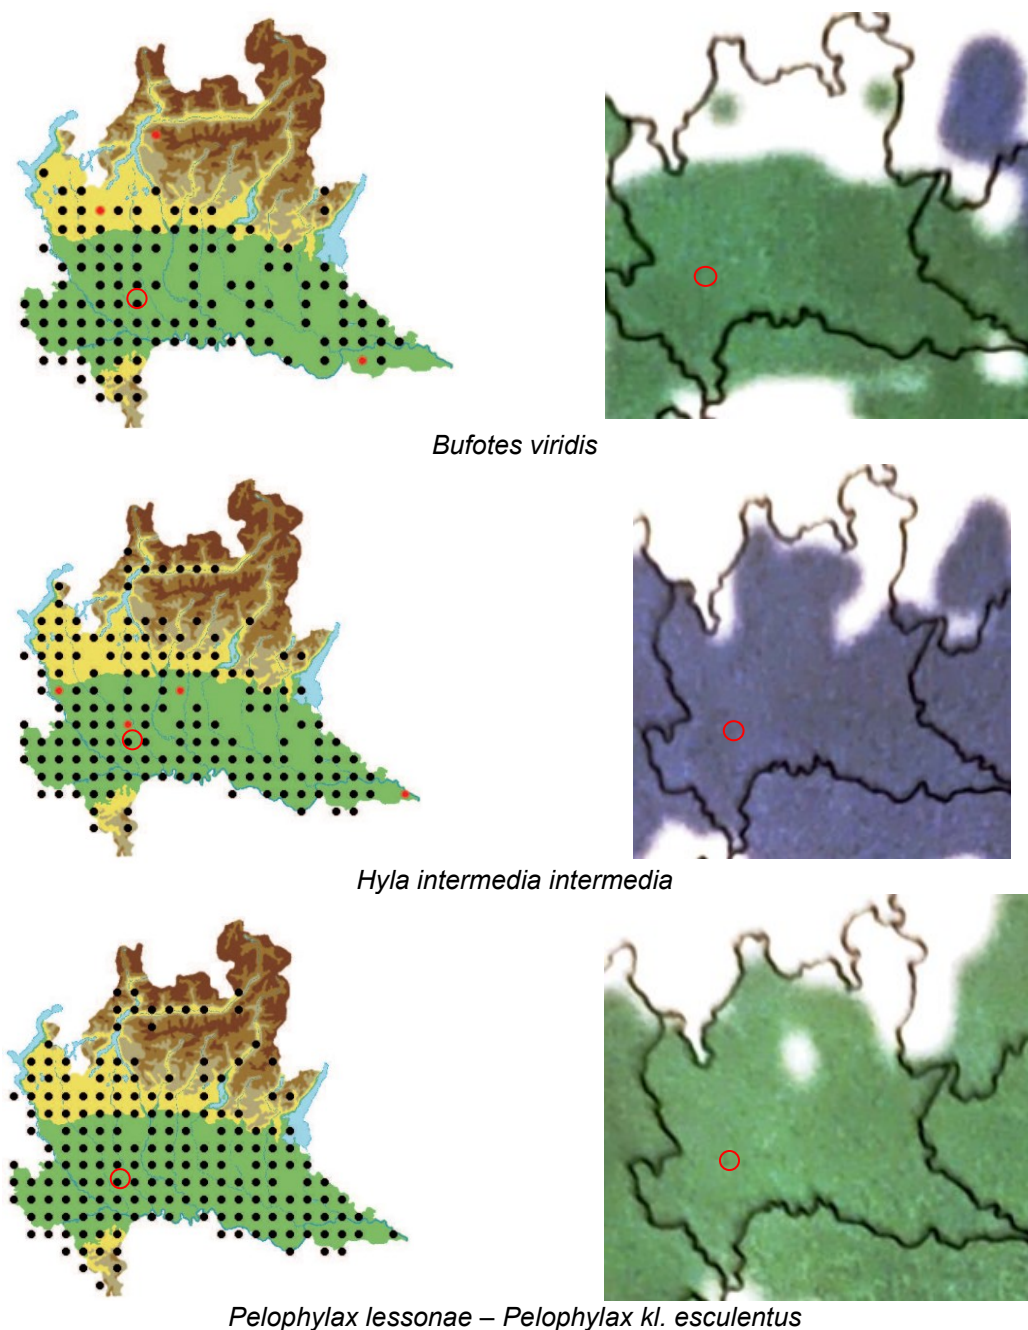 Bufotes viridis
Hyla intermedia intermedia
Pelophylax lessonae – Pelophylax kl. esculentus